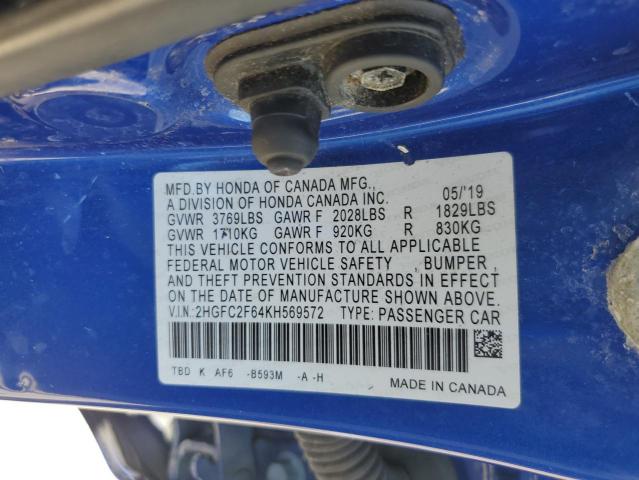 MFD.BY HONDA OF CANADA MFG., 05/'19
A DIVISION OF HONDA CANADA INC.
GVWR 3769LBS GAWR F 2028LBS R 1829LBS
GVWR 1710KG GAWR F 920KG R 830KG
THIS VEHICLE CONFORMS TO ALL APPLICABLE
FEDERAL MOTOR VEHICLE SAFETY , BUMPER ,
AND THEFT PREVENTION STANDARDS IN EFFECT
ON THE DATE OF MANUFACTURE SHOWN ABOVE.
V.I.N.: 2HGFC2F64KH569572 TYPE: PASSENGER CAR
TBD K AF6 -B593M -A -H
MADE IN CANADA